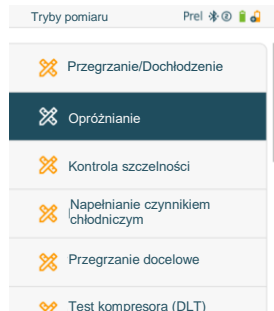 Tryby pomiaru Prel
Przegrzanie/Dochłodzenie
Opróżnianie
Kontrola szczelności
Napełnianie czynnikiem
chłodniczym
Przegrzanie docelowe
Test kompresora (DLT)